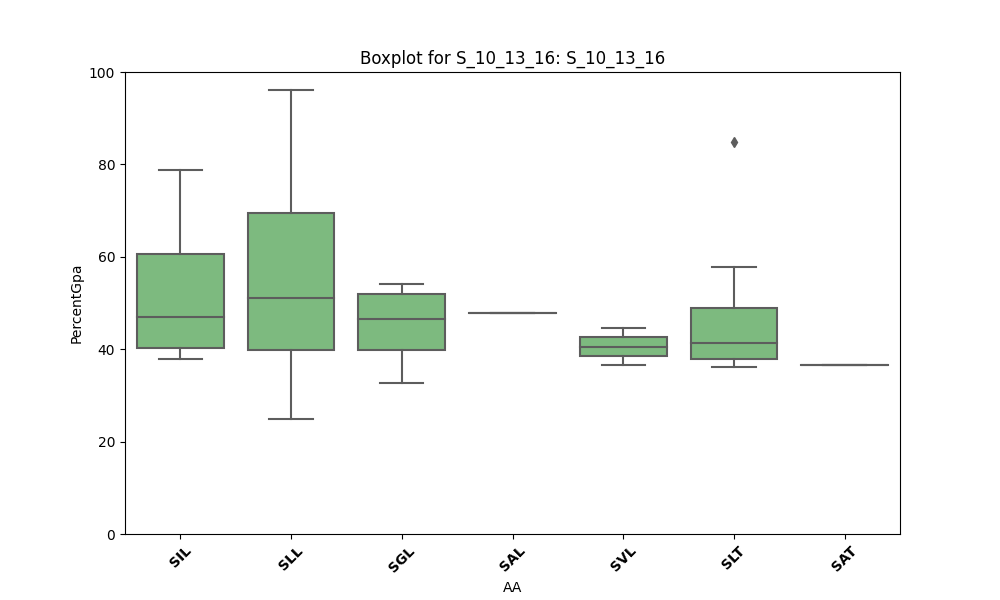 Boxplot for S_10_13_16: S_10_13_16
100
80
60
40
20
0
PercentGpa
SIL
SLL
SGL
SAL
SVL
SLT
SAT
AA